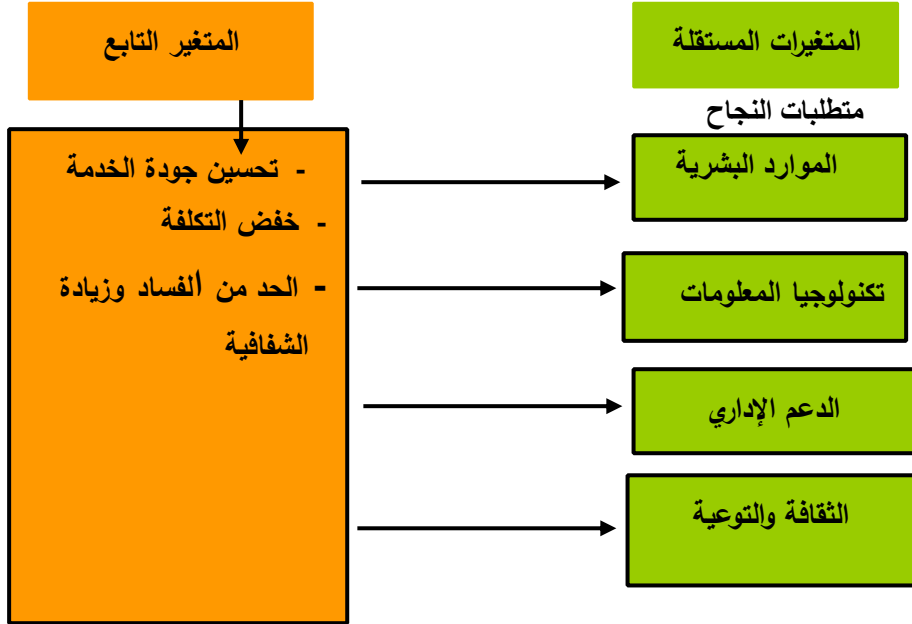 المتغيرات المستقلة
متطلبات النجاح
الموارد البشرية
تكنولوجيا المعلومات
الدعم الإداري
الثقافة والتوعية
المتغير التابع
- تحسين جودة الخدمة
- خفض التكلفة
- الحد من ألفساد وزيادة
الشفافية